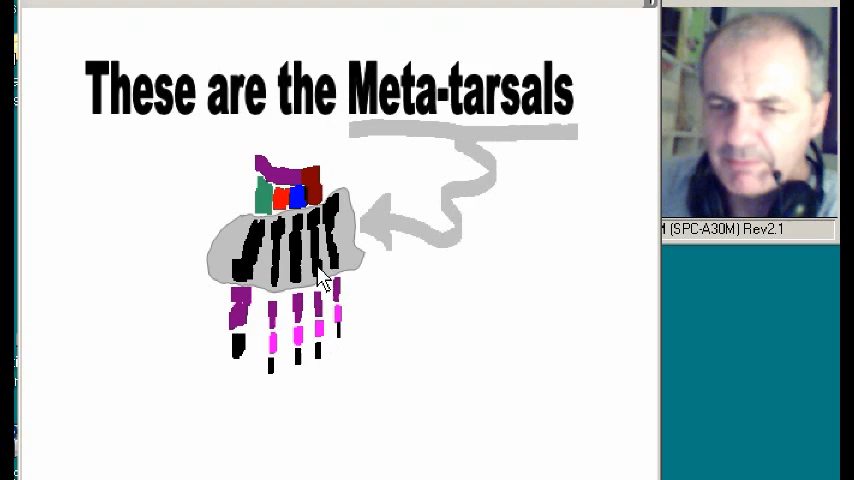 These are the Meta-tarsals
(SPC-A30M) Rev2.1